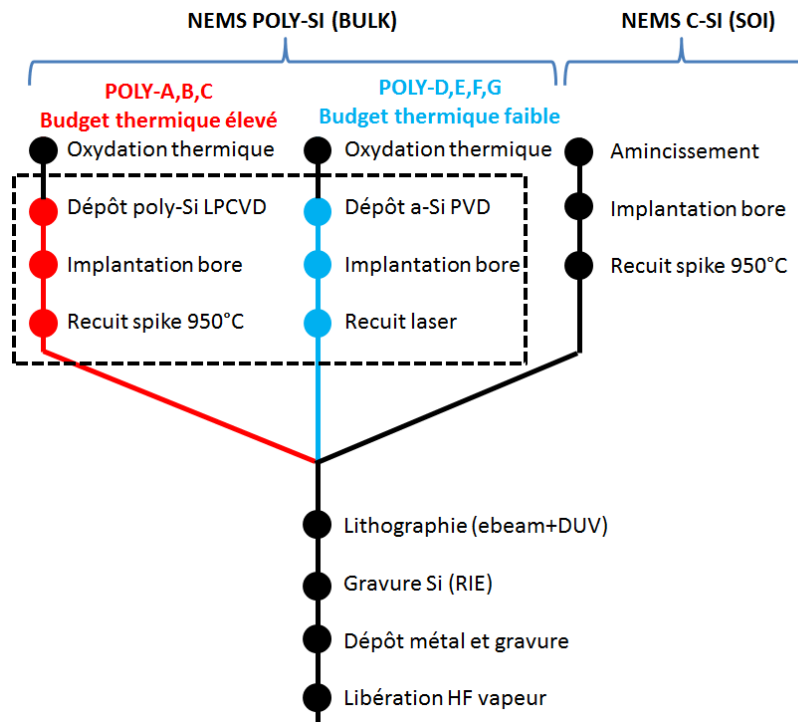 NEMS POLY-SI (BULK)
NEMS C-SI (SOI)
POLY-A,B,C
Budget thermique élevé
POLY-D,E,F,G
Budget thermique faible
Oxydation thermique
Oxydation thermique
Amincissement
Dépôt poly-Si LPCVD
Dépôt a-Si PVD
Implantation bore
Implantation bore
Implantation bore
Recuit spike 950°C
Recuit spike 950°C
Recuit laser
Lithographie (ebeam+DUV)
Gravure Si (RIE)
Dépôt métal et gravure
Libération HF vapeur